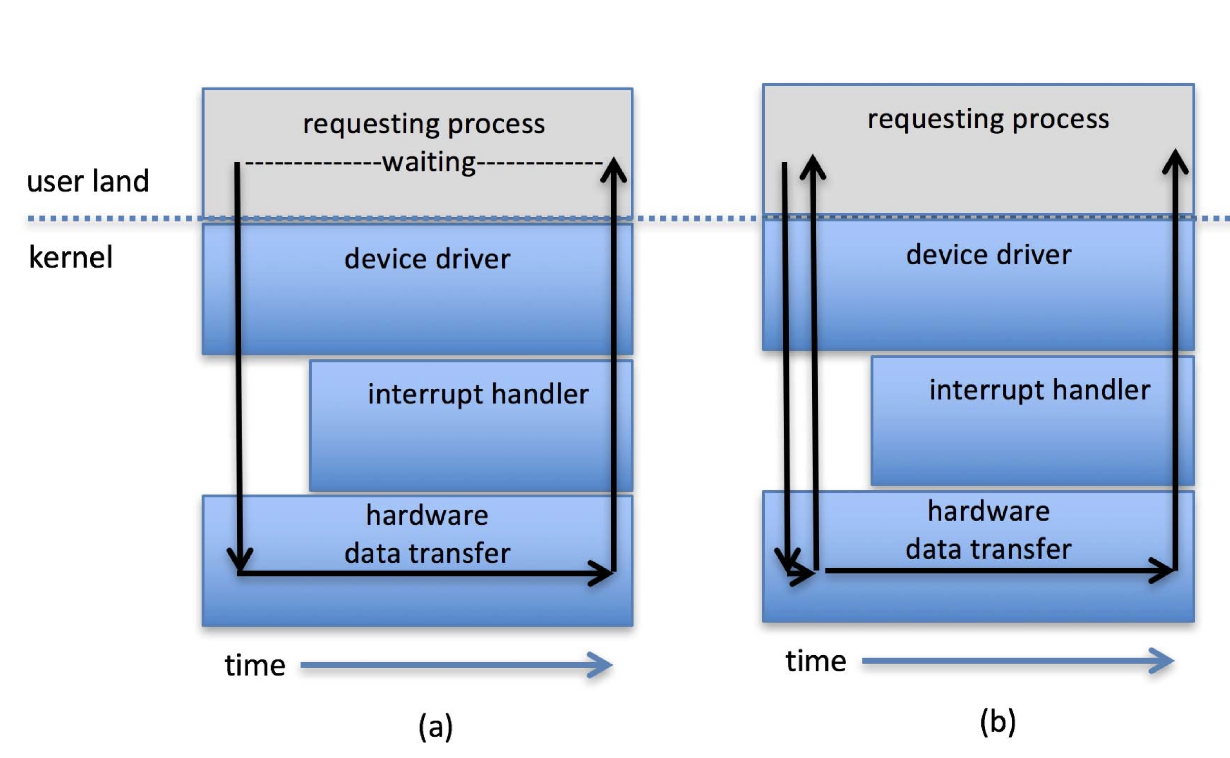 requesting process
---------------waiting--------------
user land
kernel
device driver
interrupt handler
hardware
data transfer
time
(a)
requesting process
device driver
interrupt handler
hardware
data transfer
time
(b)